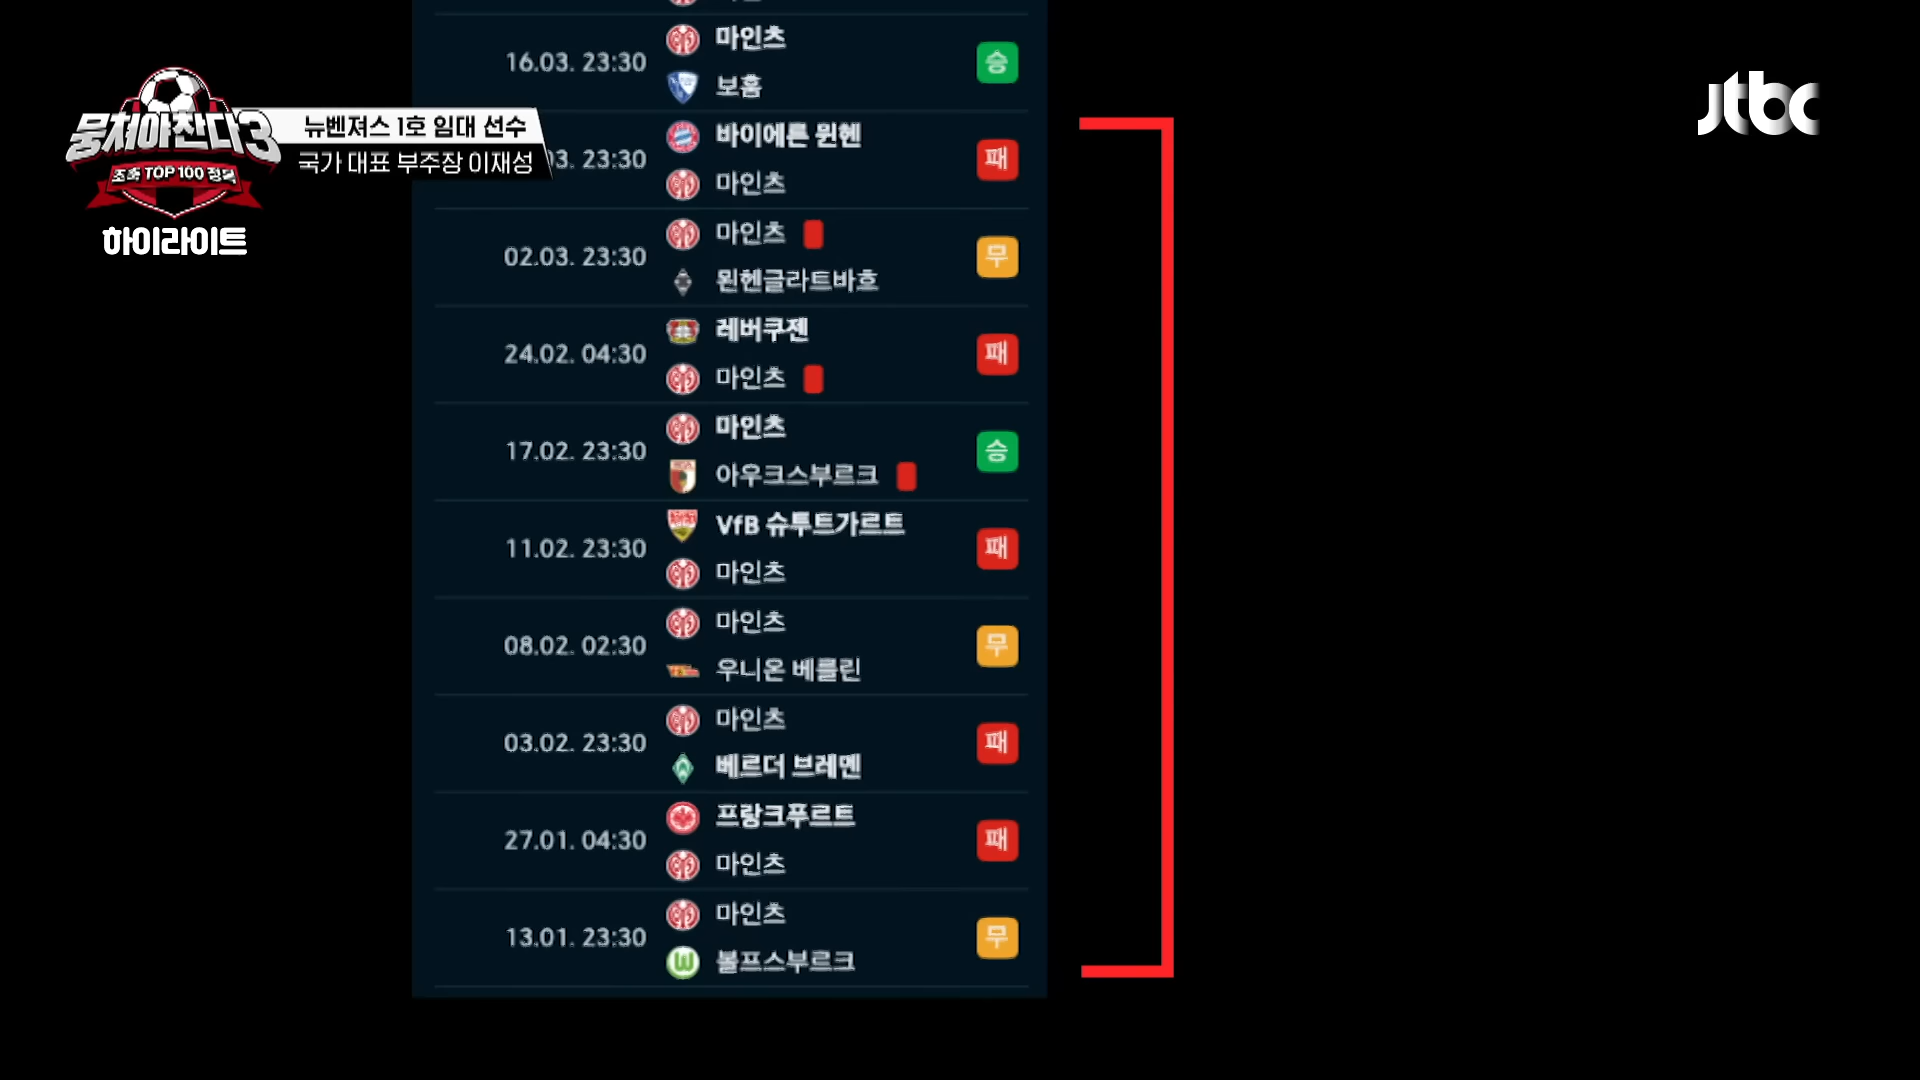 마인츠
16.03. 23:30
보훔
승
뭉쳐야찬다3
조축 TOP 100 정복
하이라이트
뉴벤져스 1호 임대 선수
국가 대표 부주장 이재성
jtbc
바이에른 뮌헨
03. 23:30
마인츠
패
마인츠
02.03. 23:30
묀헨글라트바흐
무
레버쿠젠
24.02. 04:30
마인츠
패
마인츠
17.02. 23:30
아우크스부르크
승
VfB 슈투트가르트
11.02. 23:30
마인츠
패
마인츠
08.02. 02:30
우니온 베를린
무
마인츠
03.02. 23:30
베르더 브레멘
패
프랑크푸르트
27.01. 04:30
마인츠
패
마인츠
13.01. 23:30
볼프스부르크
무